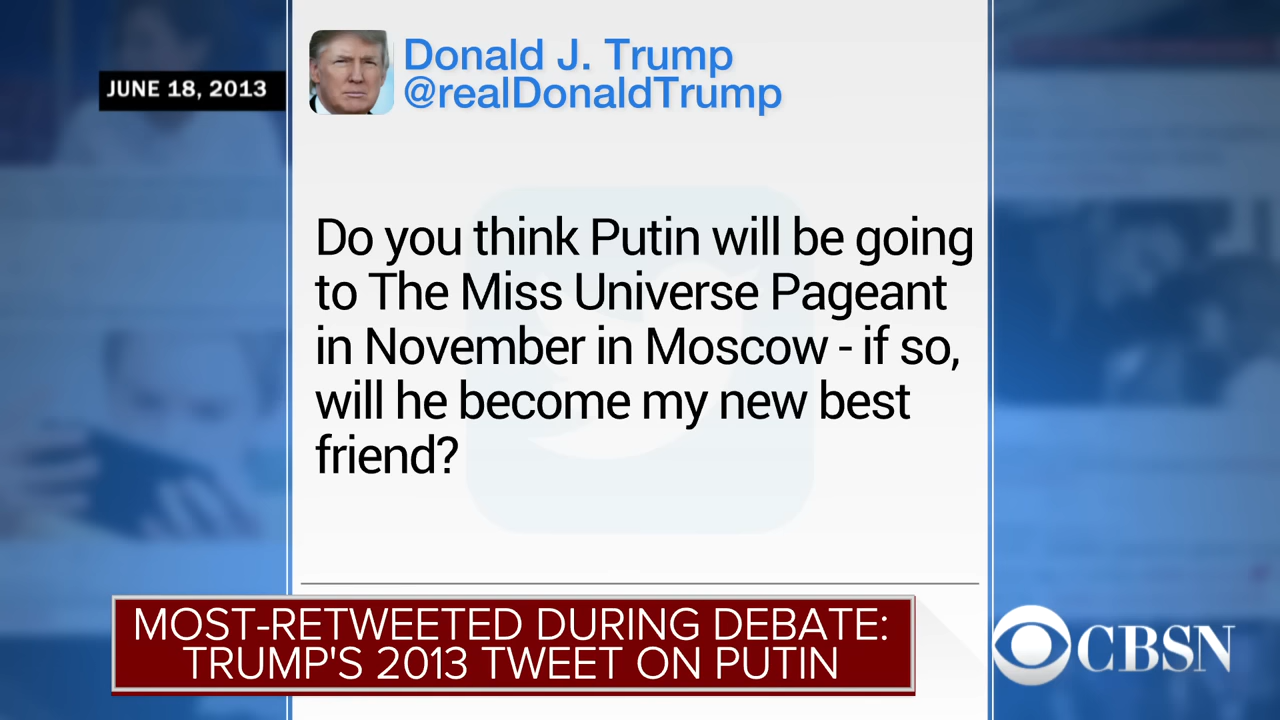 JUNE 18, 2013
Donald J. Trump
@realDonaldTrump
Do you think Putin will be going
to The Miss Universe Pageant
in November in Moscow - if so,
will he become my new best
friend?
MOST-RETWEETED DURING DEBATE:
TRUMP'S 2013 TWEET ON PUTIN
CBSN